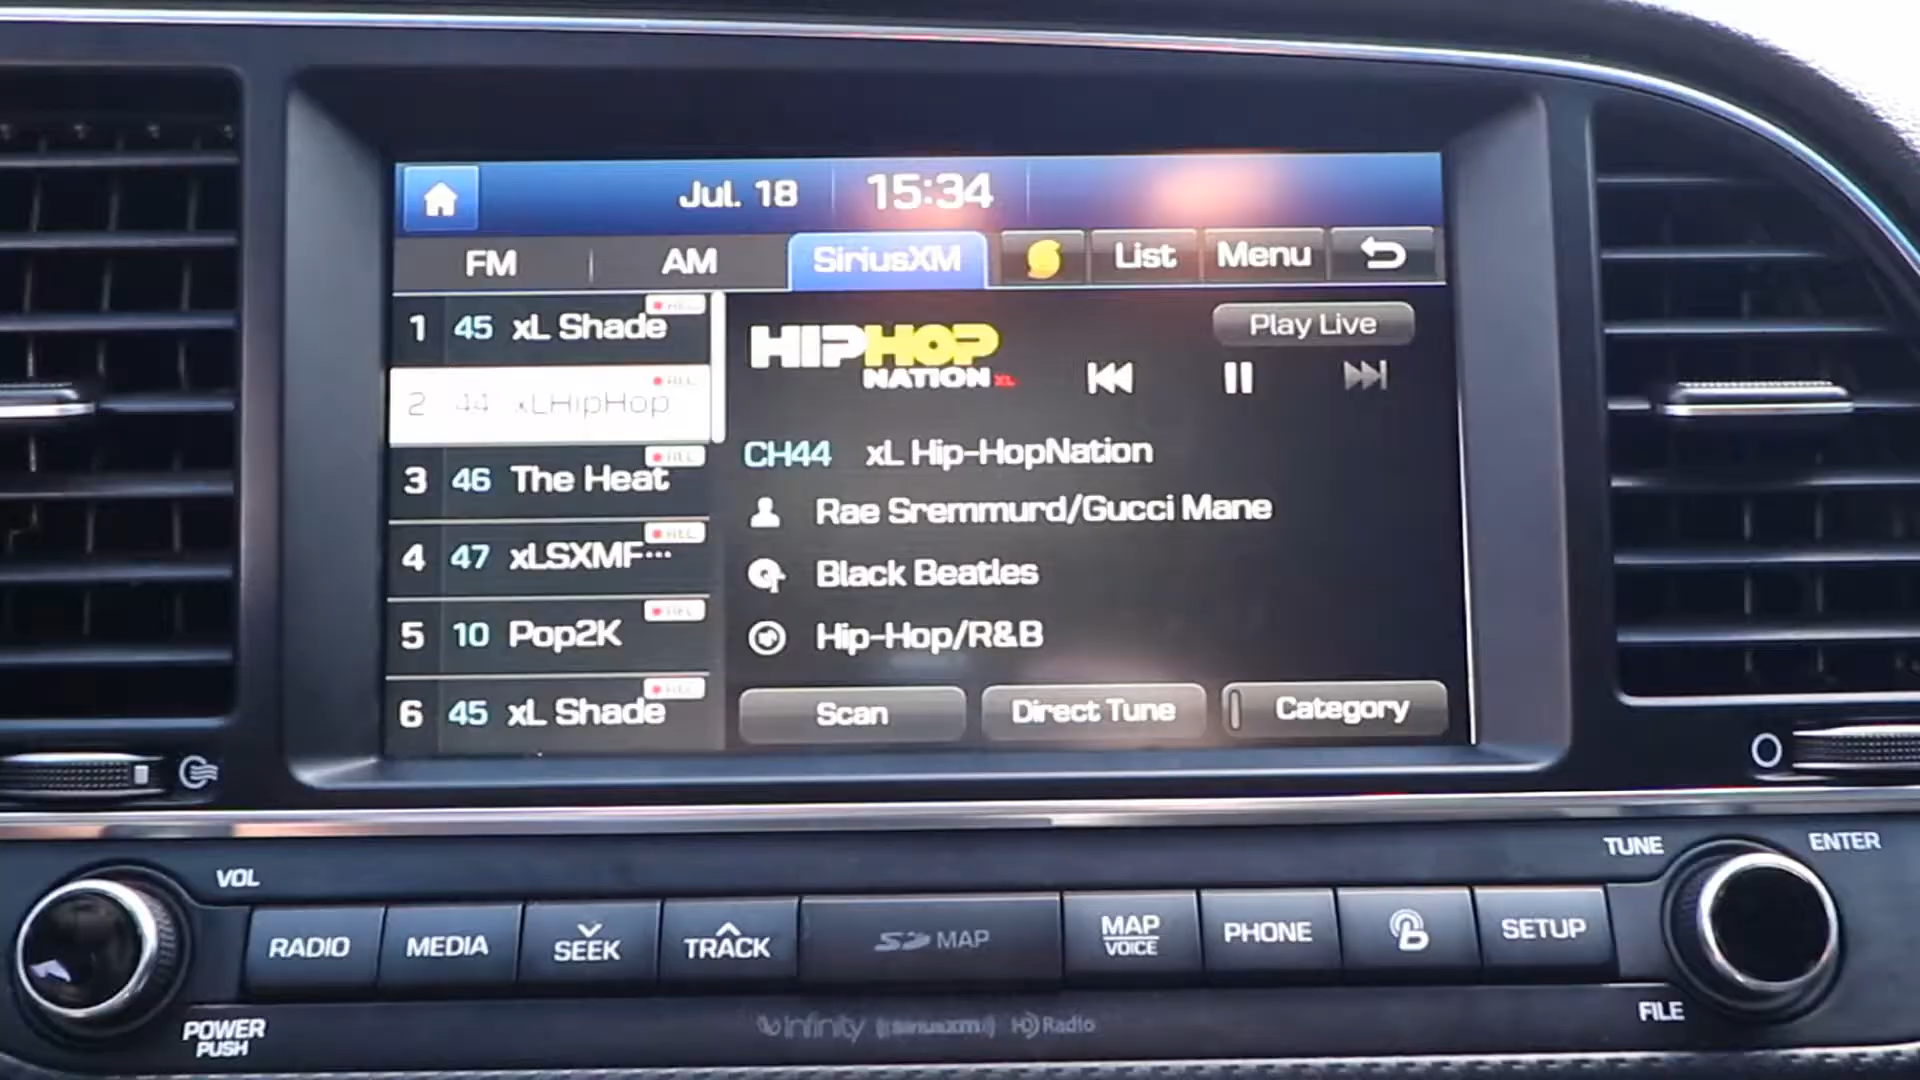 Jul. 18 15:34
FM AM SiriusXM List Menu
1 45 xL Shade
2 44 xLHipHop
3 46 The Heat
4 47 xLSXMF...
5 10 Pop2K
6 45 xL Shade
HIPHOP
NATION XL
Play Live
CH44 xL Hip-HopNation
Rae Sremmurd/Gucci Mane
Black Beatles
Hip-Hop/R&B
Scan Direct Tune Category
VOL
TUNE ENTER
RADIO MEDIA SEEK TRACK SD MAP MAP VOICE PHONE SETUP
POWER
PUSH
FILE
infinity ((siriusxm)) HD Radio